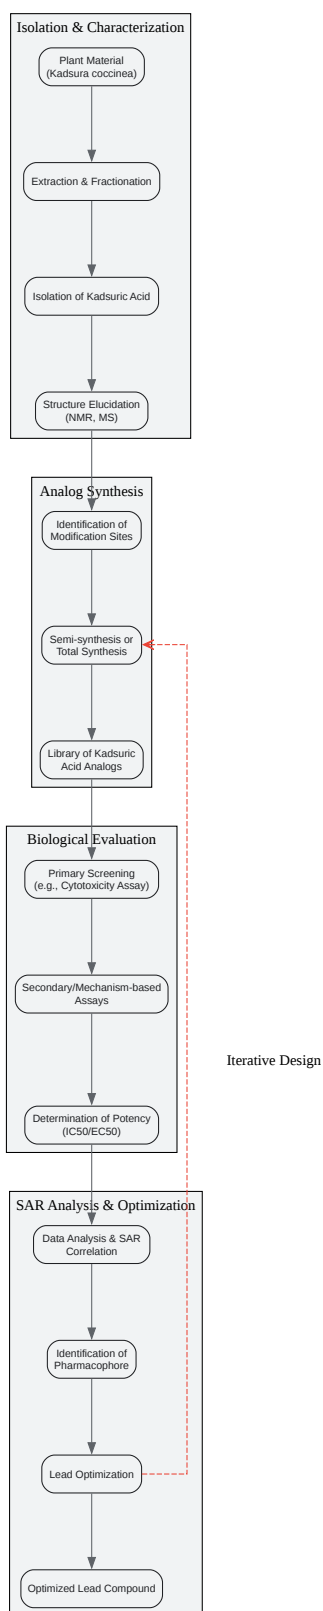 Isolation & Characterization
Plant Material
(Kadsura coccinea)
Extraction & Fractionation
Isolation of Kadsuric Acid
Structure Elucidation
(NMR, MS)
Analog Synthesis
Identification of
Modification Sites
Semi-synthesis or
Total Synthesis
Library of Kadsuric
Acid Analogs
Biological Evaluation
Primary Screening
(e.g., Cytotoxicity Assay)
Secondary/Mechanism-based
Assays
Iterative Design
Determination of Potency
(IC50/EC50)
SAR Analysis & Optimization
Data Analysis & SAR
Correlation
Identification of
Pharmacophore
Lead Optimization
Optimized Lead Compound